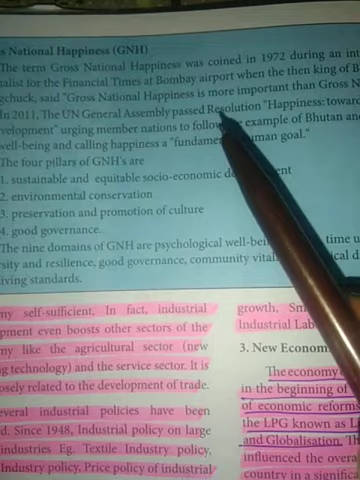 s National Happiness (GNH)
The term Gross National Happiness was coined in 1972 during an int
alist for the Financial Times at Bombay airport when the then king of B
gchuck, said "Gross National Happiness is more important than Gross N
In 2011, The UN General Assembly passed Resolution "Happiness: towar
velopment" urging member nations to follow example of Bhutan an
well-being and calling happiness a "fundame uman goal."
The four pillars of GNH's are
1. sustainable and equitable socio-economic de ent
2. environmental conservation
3. preservation and promotion of culture
4. good governance.
The nine domains of GNH are psychological well-bei time u
sity and resilience, good governance, community vital cal d
living standards.
my self-sufficient. In fact, industrial
pment even boosts other sectors of the
my like the agricultural sector (new
g technology) and the service sector. It is
osely related to the development of trade.
everal industrial policies have been
d. Since 1948, Industrial policy on large
industries Eg. Textile Industry policy,
Industry policy, Price policy of industrial
growth, Sm
Industrial Lab
3. New Econom
The economy
in the beginning of
of economic reform
the LPG known as L
and Globalisation. Th
influenced the overa
country in a significa